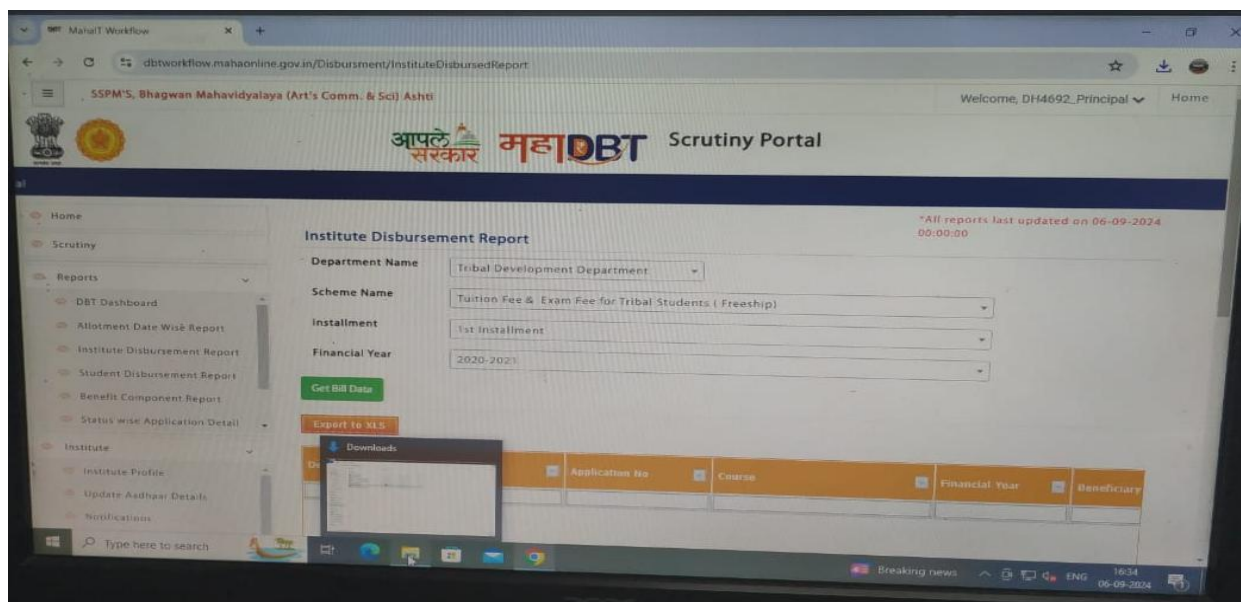 MahaIT Workflow
dbtworkflow.mahaonline.gov.in/Disbursment/InstituteDisbursedReport
SSPM'S, Bhagwan Mahavidyalaya (Art's Comm. & Sci) Ashti
Welcome, DH4692_Principal
Home
आपले सरकार महाDBT Scrutiny Portal
al
*All reports last updated on 06-09-2024 00:00:00
Home
Scrutiny
Reports
DBT Dashboard
Allotment Date Wise Report
Institute Disbursement Report
Student Disbursement Report
Benefit Component Report
Status wise Application Detail
Institute
Institute Profile
Update Aadhaar Details
Notifications
Institute Disbursement Report
Department Name Tribal Development Department
Scheme Name Tuition Fee & Exam Fee for Tribal Students ( Freeship)
Installment 1st Installment
Financial Year 2020-2021
Get Bill Data
Export to XLS
Downloads
De
Application No
Course
Financial Year
Beneficiary
Type here to search
Breaking news
ENG
16:34
06-09-2024